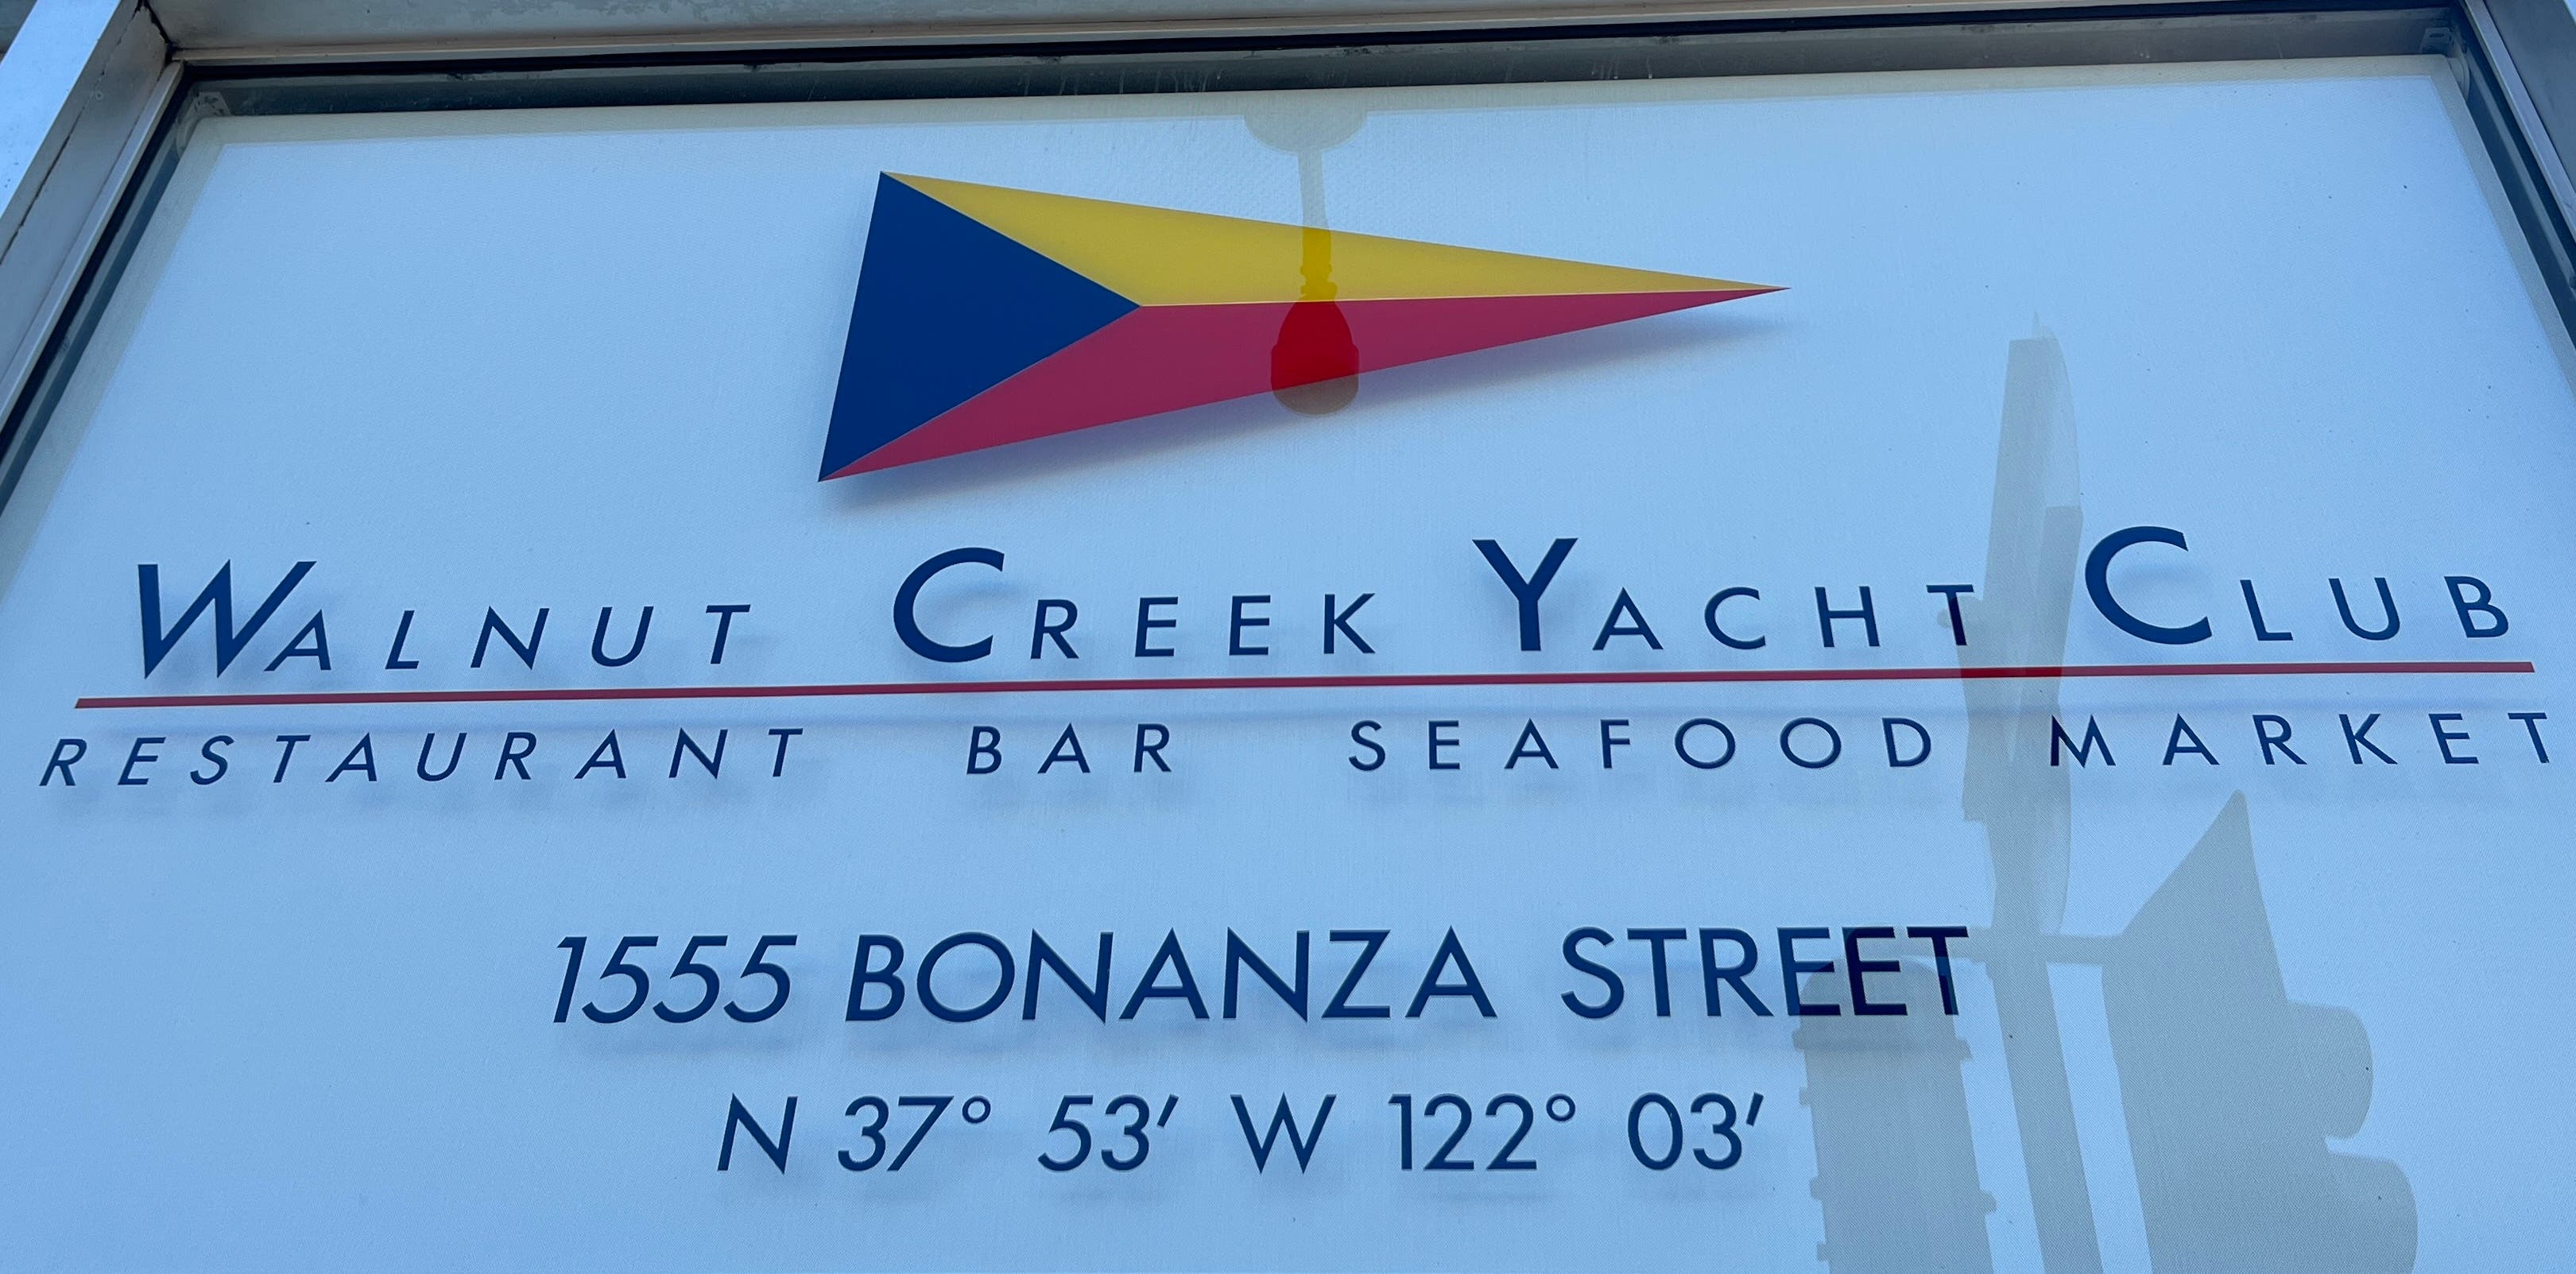 WALNUT CREEK YACHT CLUB
RESTAURANT BAR SEAFOOD MARKET
1555 BONANZA STREET
N 37° 53′ W 122° 03′